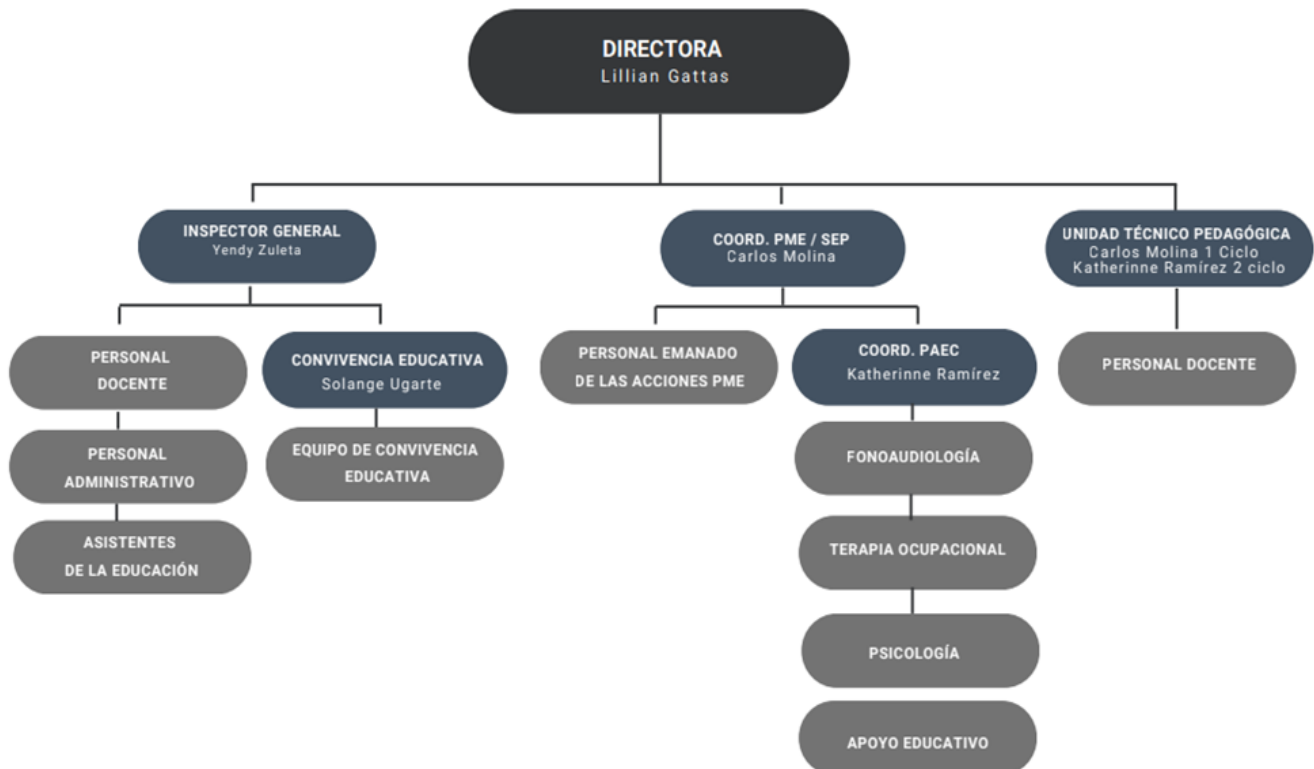 DIRECTORA
Lillian Gattas
INSPECTOR GENERAL
Yendy Zuleta
COORD. PME / SEP
Carlos Molina
UNIDAD TÉCNICO PEDAGÓGICA
Carlos Molina 1 Ciclo
Katherinne Ramírez 2 ciclo
PERSONAL
DOCENTE
CONVIVENCIA EDUCATIVA
Solange Ugarte
PERSONAL EMANADO
DE LAS ACCIONES PME
COORD. PAEC
Katherinne Ramírez
PERSONAL DOCENTE
PERSONAL
ADMINISTRATIVO
EQUIPO DE CONVIVENCIA
EDUCATIVA
FONOAUDIOLOGÍA
ASISTENTES
DE LA EDUCACIÓN
TERAPIA OCUPACIONAL
PSICOLOGÍA
APOYO EDUCATIVO